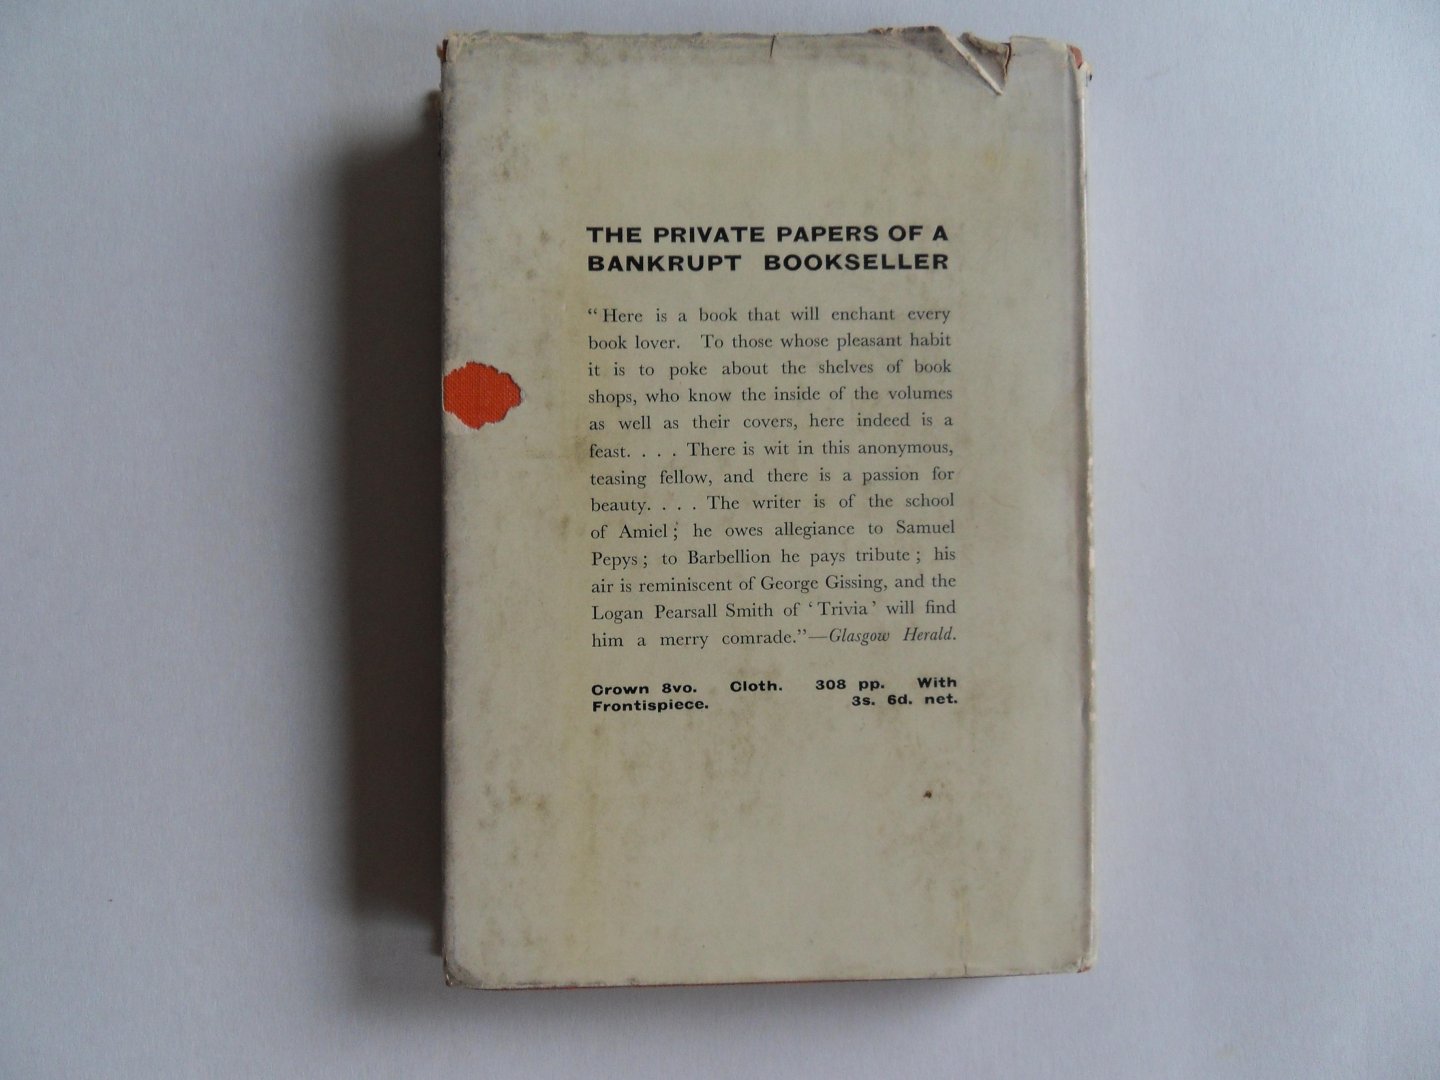 THE PRIVATE PAPERS OF A
BANKRUPT BOOKSELLER
“ Here is a book that will enchant every
book lover. To those whose pleasant habit
it is to poke about the shelves of book
shops, who know the inside of the volumes
as well as their covers, here indeed is a
feast. . . . There is wit in this anonymous,
teasing fellow, and there is a passion for
beauty. . . . The writer is of the school
of Amiel ; he owes allegiance to Samuel
Pepys ; to Barbellion he pays tribute ; his
air is reminiscent of George Gissing, and the
Logan Pearsall Smith of ‘ Trivia ’ will find
him a merry comrade.”—Glasgow Herald.
Crown 8vo. Cloth. 308 pp. With
Frontispiece. 3s. 6d. net.